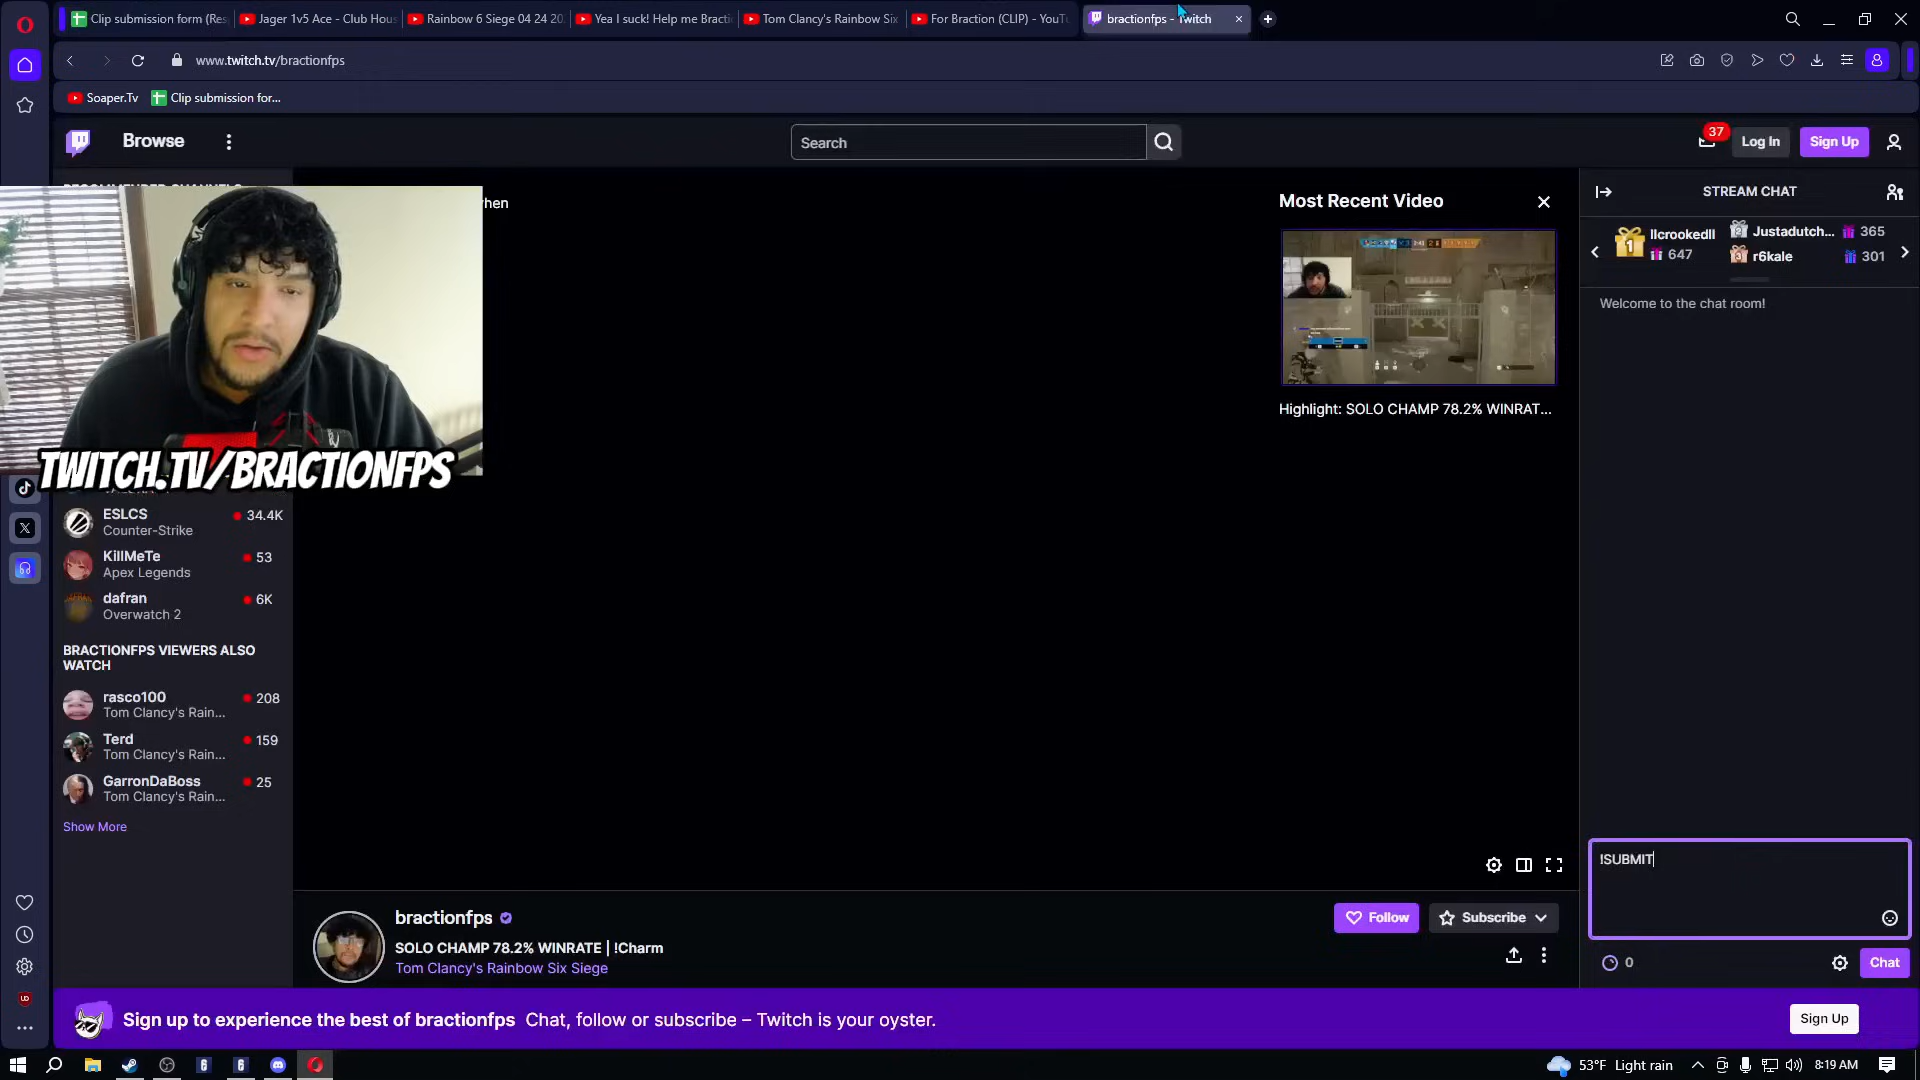 Clip submission form (Res
Jager 1v5 Ace - Club Hous
Rainbow 6 Siege 04 24 20
Yea I suck! Help me Bracti
Tom Clancy's Rainbow Six
For Braction (CLIP) - YouTu
bractionfps - Twitch
www.twitch.tv/bractionfps
Soaper.Tv
Clip submission for...
Browse
Search
37
Log In
Sign Up
Most Recent Video
Highlight: SOLO CHAMP 78.2% WINRAT...
STREAM CHAT
1 llcrookedll 647
2 Justadutch... 365
3 r6kale 301
Welcome to the chat room!
TWITCH.TV/BRACTIONFPS
ESLCS 34.4K
Counter-Strike
KillMeTe 53
Apex Legends
dafran 6K
Overwatch 2
BRACTIONFPS VIEWERS ALSO
WATCH
rasco100 208
Tom Clancy's Rain...
Terd 159
Tom Clancy's Rain...
GarronDaBoss 25
Tom Clancy's Rain...
Show More
!SUBMIT
0
Chat
bractionfps
Follow
Subscribe
SOLO CHAMP 78.2% WINRATE | !Charm
Tom Clancy's Rainbow Six Siege
Sign up to experience the best of bractionfps Chat, follow or subscribe – Twitch is your oyster.
Sign Up
53°F Light rain
8:19 AM